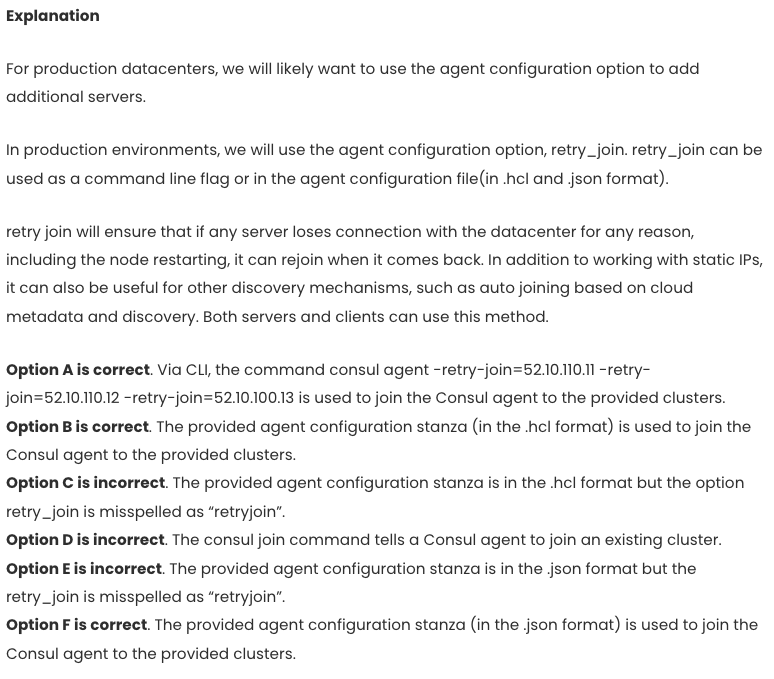 Explanation
For production datacenters, we will likely want to use the agent configuration option to add
additional servers.
In production environments, we will use the agent configuration option, retry_join. retry_join can be
used as a command line flag or in the agent configuration file(in .hcl and .json format).
retry join will ensure that if any server loses connection with the datacenter for any reason,
including the node restarting, it can rejoin when it comes back. In addition to working with static IPs,
it can also be useful for other discovery mechanisms, such as auto joining based on cloud
metadata and discovery. Both servers and clients can use this method.
Option A is correct. Via CLI, the command consul agent -retry-join=52.10.110.11 -retry-
join=52.10.110.12 -retry-join=52.10.100.13 is used to join the Consul agent to the provided clusters.
Option B is correct. The provided agent configuration stanza (in the .hcl format) is used to join the
Consul agent to the provided clusters.
Option C is incorrect. The provided agent configuration stanza is in the .hcl format but the option
retry_join is misspelled as “retryjoin”.
Option D is incorrect. The consul join command tells a Consul agent to join an existing cluster.
Option E is incorrect. The provided agent configuration stanza is in the .json format but the
retry_join is misspelled as “retryjoin”.
Option F is correct. The provided agent configuration stanza (in the .json format) is used to join the
Consul agent to the provided clusters.